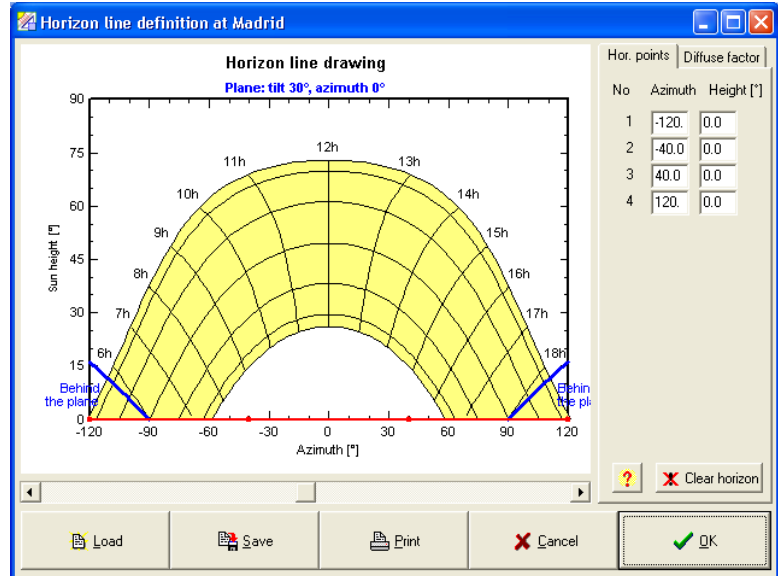 Horizon line definition at Madrid
Horizon line drawing
Plane: tilt 30°, azimuth 0°
90
75
60
45
30
15
0
Sun height [°]
6h
7h
8h
9h
10h
11h
12h
13h
14h
15h
16h
17h
18h
Behind
the plane
Behin
the pl
-120
-90
-60
-30
0
30
60
90
120
Azimuth [°]
Hor. points
Diffuse factor
No Azimuth Height [°]
1 -120. 0.0
2 -40.0 0.0
3 40.0 0.0
4 120. 0.0
? Clear horizon
Load
Save
Print
Cancel
OK